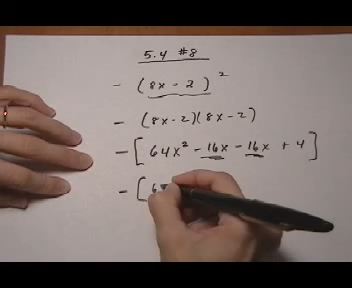 5.4 #8
- (8x - 2)²
- (8x - 2)(8x - 2)
- [64x² - 16x - 16x + 4]
- [6